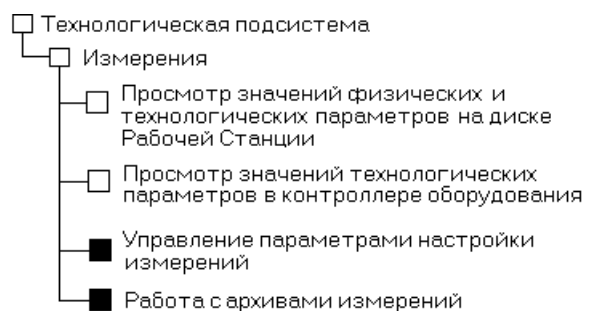 Технологическая подсистема
Измерения
Просмотр значений физических и
технологических параметров на диске
Рабочей Станции
Просмотр значений технологических
параметров в контроллере оборудования
Управление параметрами настройки
измерений
Работа с архивами измерений